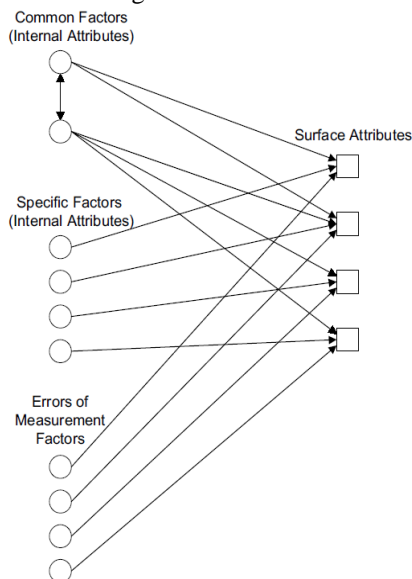 Common Factors
(Internal Attributes)
Surface Attributes
Specific Factors
(Internal Attributes)
Errors of
Measurement
Factors